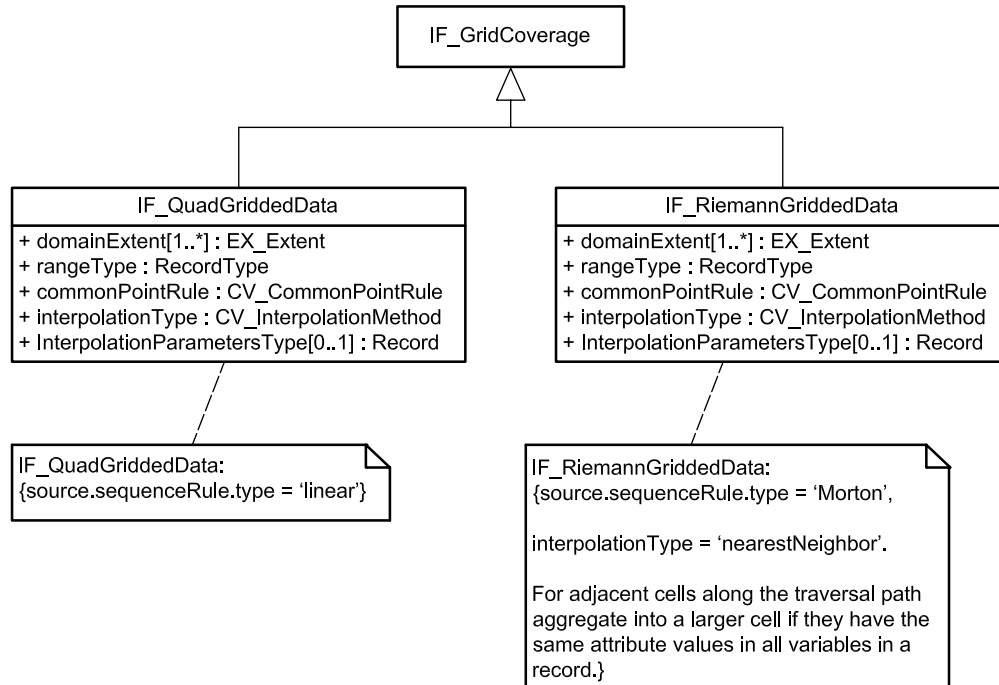 IF_GridCoverage
IF_QuadGriddedData
+ domainExtent[1..*] : EX_Extent
+ rangeType : RecordType
+ commonPointRule : CV_CommonPointRule
+ interpolationType : CV_InterpolationMethod
+ InterpolationParametersType[0..1] : Record
IF_RiemannGriddedData
+ domainExtent[1..*] : EX_Extent
+ rangeType : RecordType
+ commonPointRule : CV_CommonPointRule
+ interpolationType : CV_InterpolationMethod
+ InterpolationParametersType[0..1] : Record
IF_QuadGriddedData:
{source.sequenceRule.type = ‘linear’}
IF_RiemannGriddedData:
{source.sequenceRule.type = ‘Morton’,
interpolationType = ‘nearestNeighbor’.
For adjacent cells along the traversal path
aggregate into a larger cell if they have the
same attribute values in all variables in a
record.}